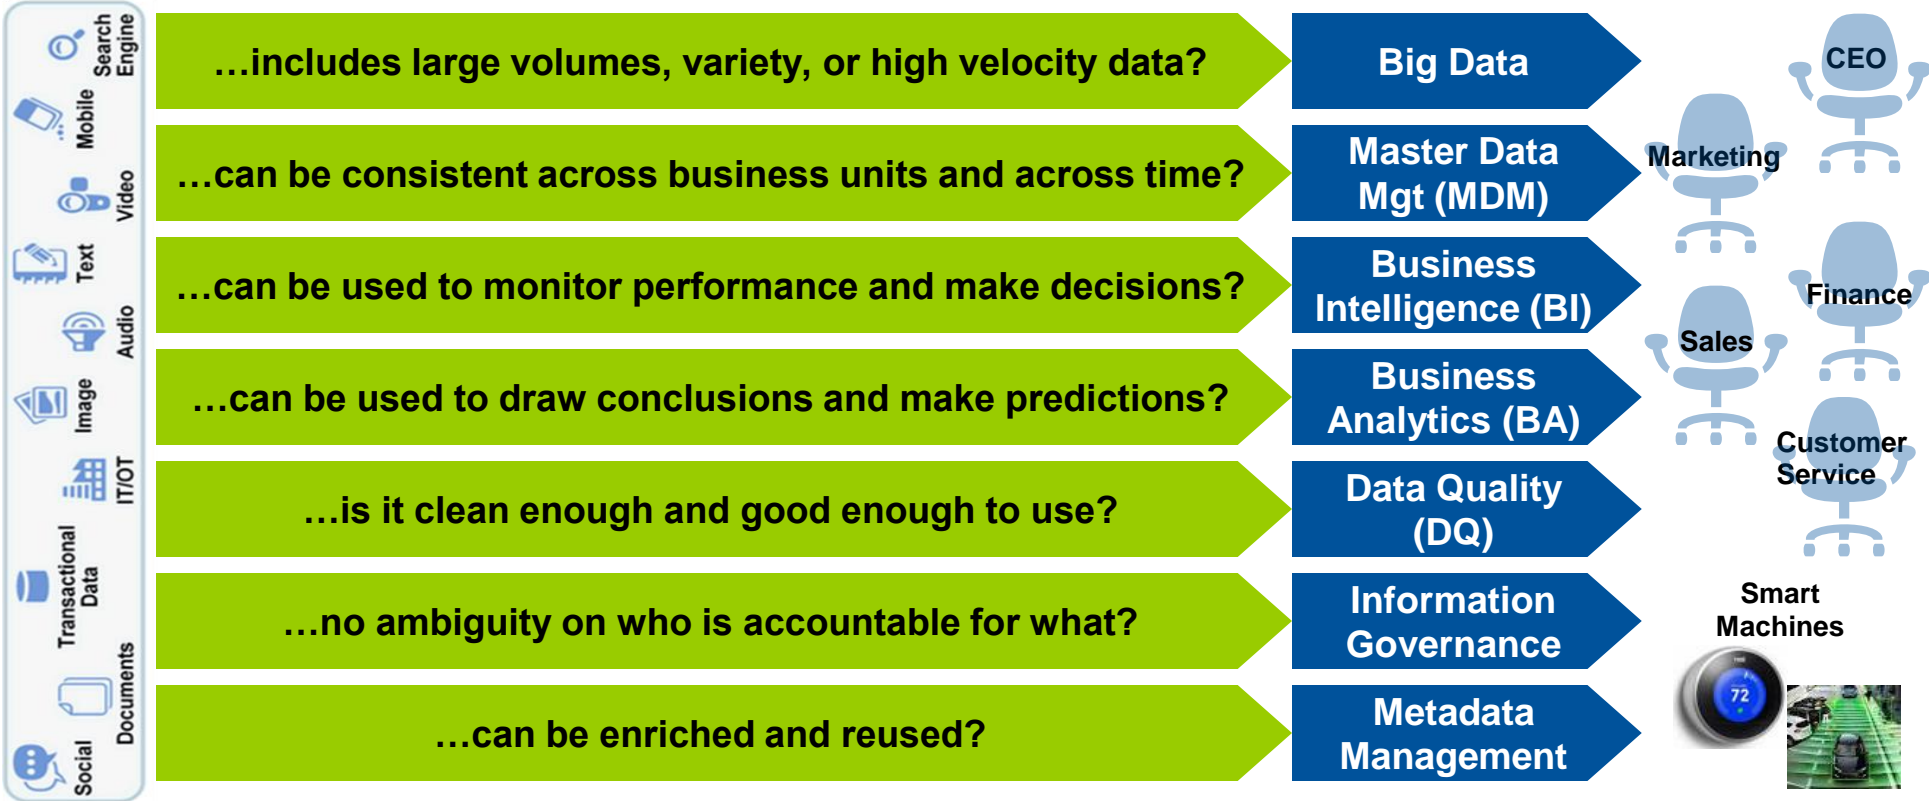 Search
Engine
Mobile
Video
Text
Audio
Image
IT/OT
Transactional
Data
Documents
Social
…includes large volumes, variety, or high velocity data?
Big Data
…can be consistent across business units and across time?
Master Data
Mgt (MDM)
…can be used to monitor performance and make decisions?
Business
Intelligence (BI)
…can be used to draw conclusions and make predictions?
Business
Analytics (BA)
…is it clean enough and good enough to use?
Data Quality
(DQ)
…no ambiguity on who is accountable for what?
Information
Governance
…can be enriched and reused?
Metadata
Management
CEO
Marketing
Finance
Sales
Customer
Service
Smart
Machines
72